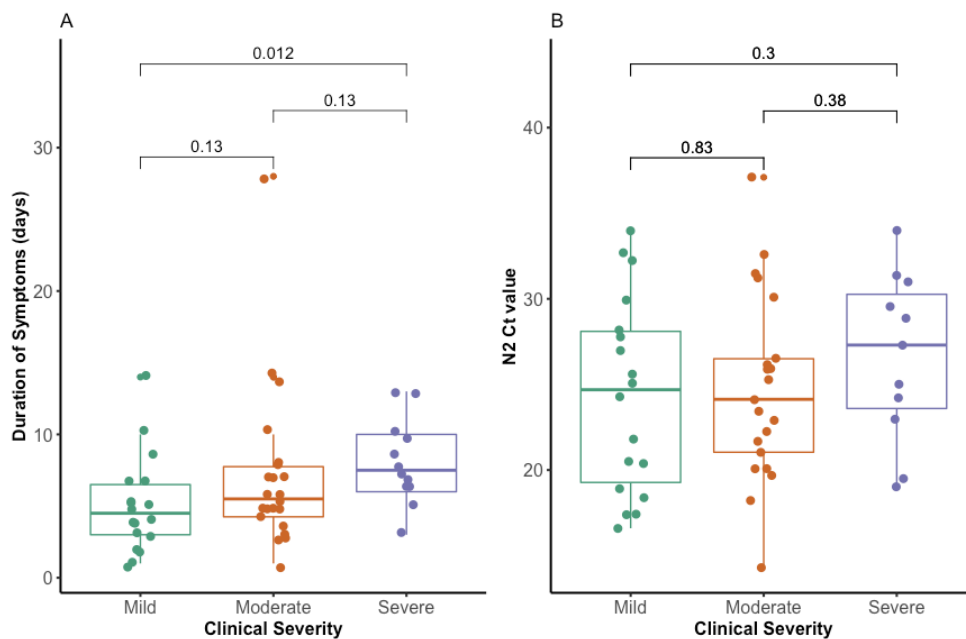 A
0.012
0.13
0.13
30
20
10
0
Duration of Symptoms (days)
Mild
Moderate
Severe
Clinical Severity
B
0.3
0.38
0.83
40
30
20
N2 Ct value
Mild
Moderate
Severe
Clinical Severity